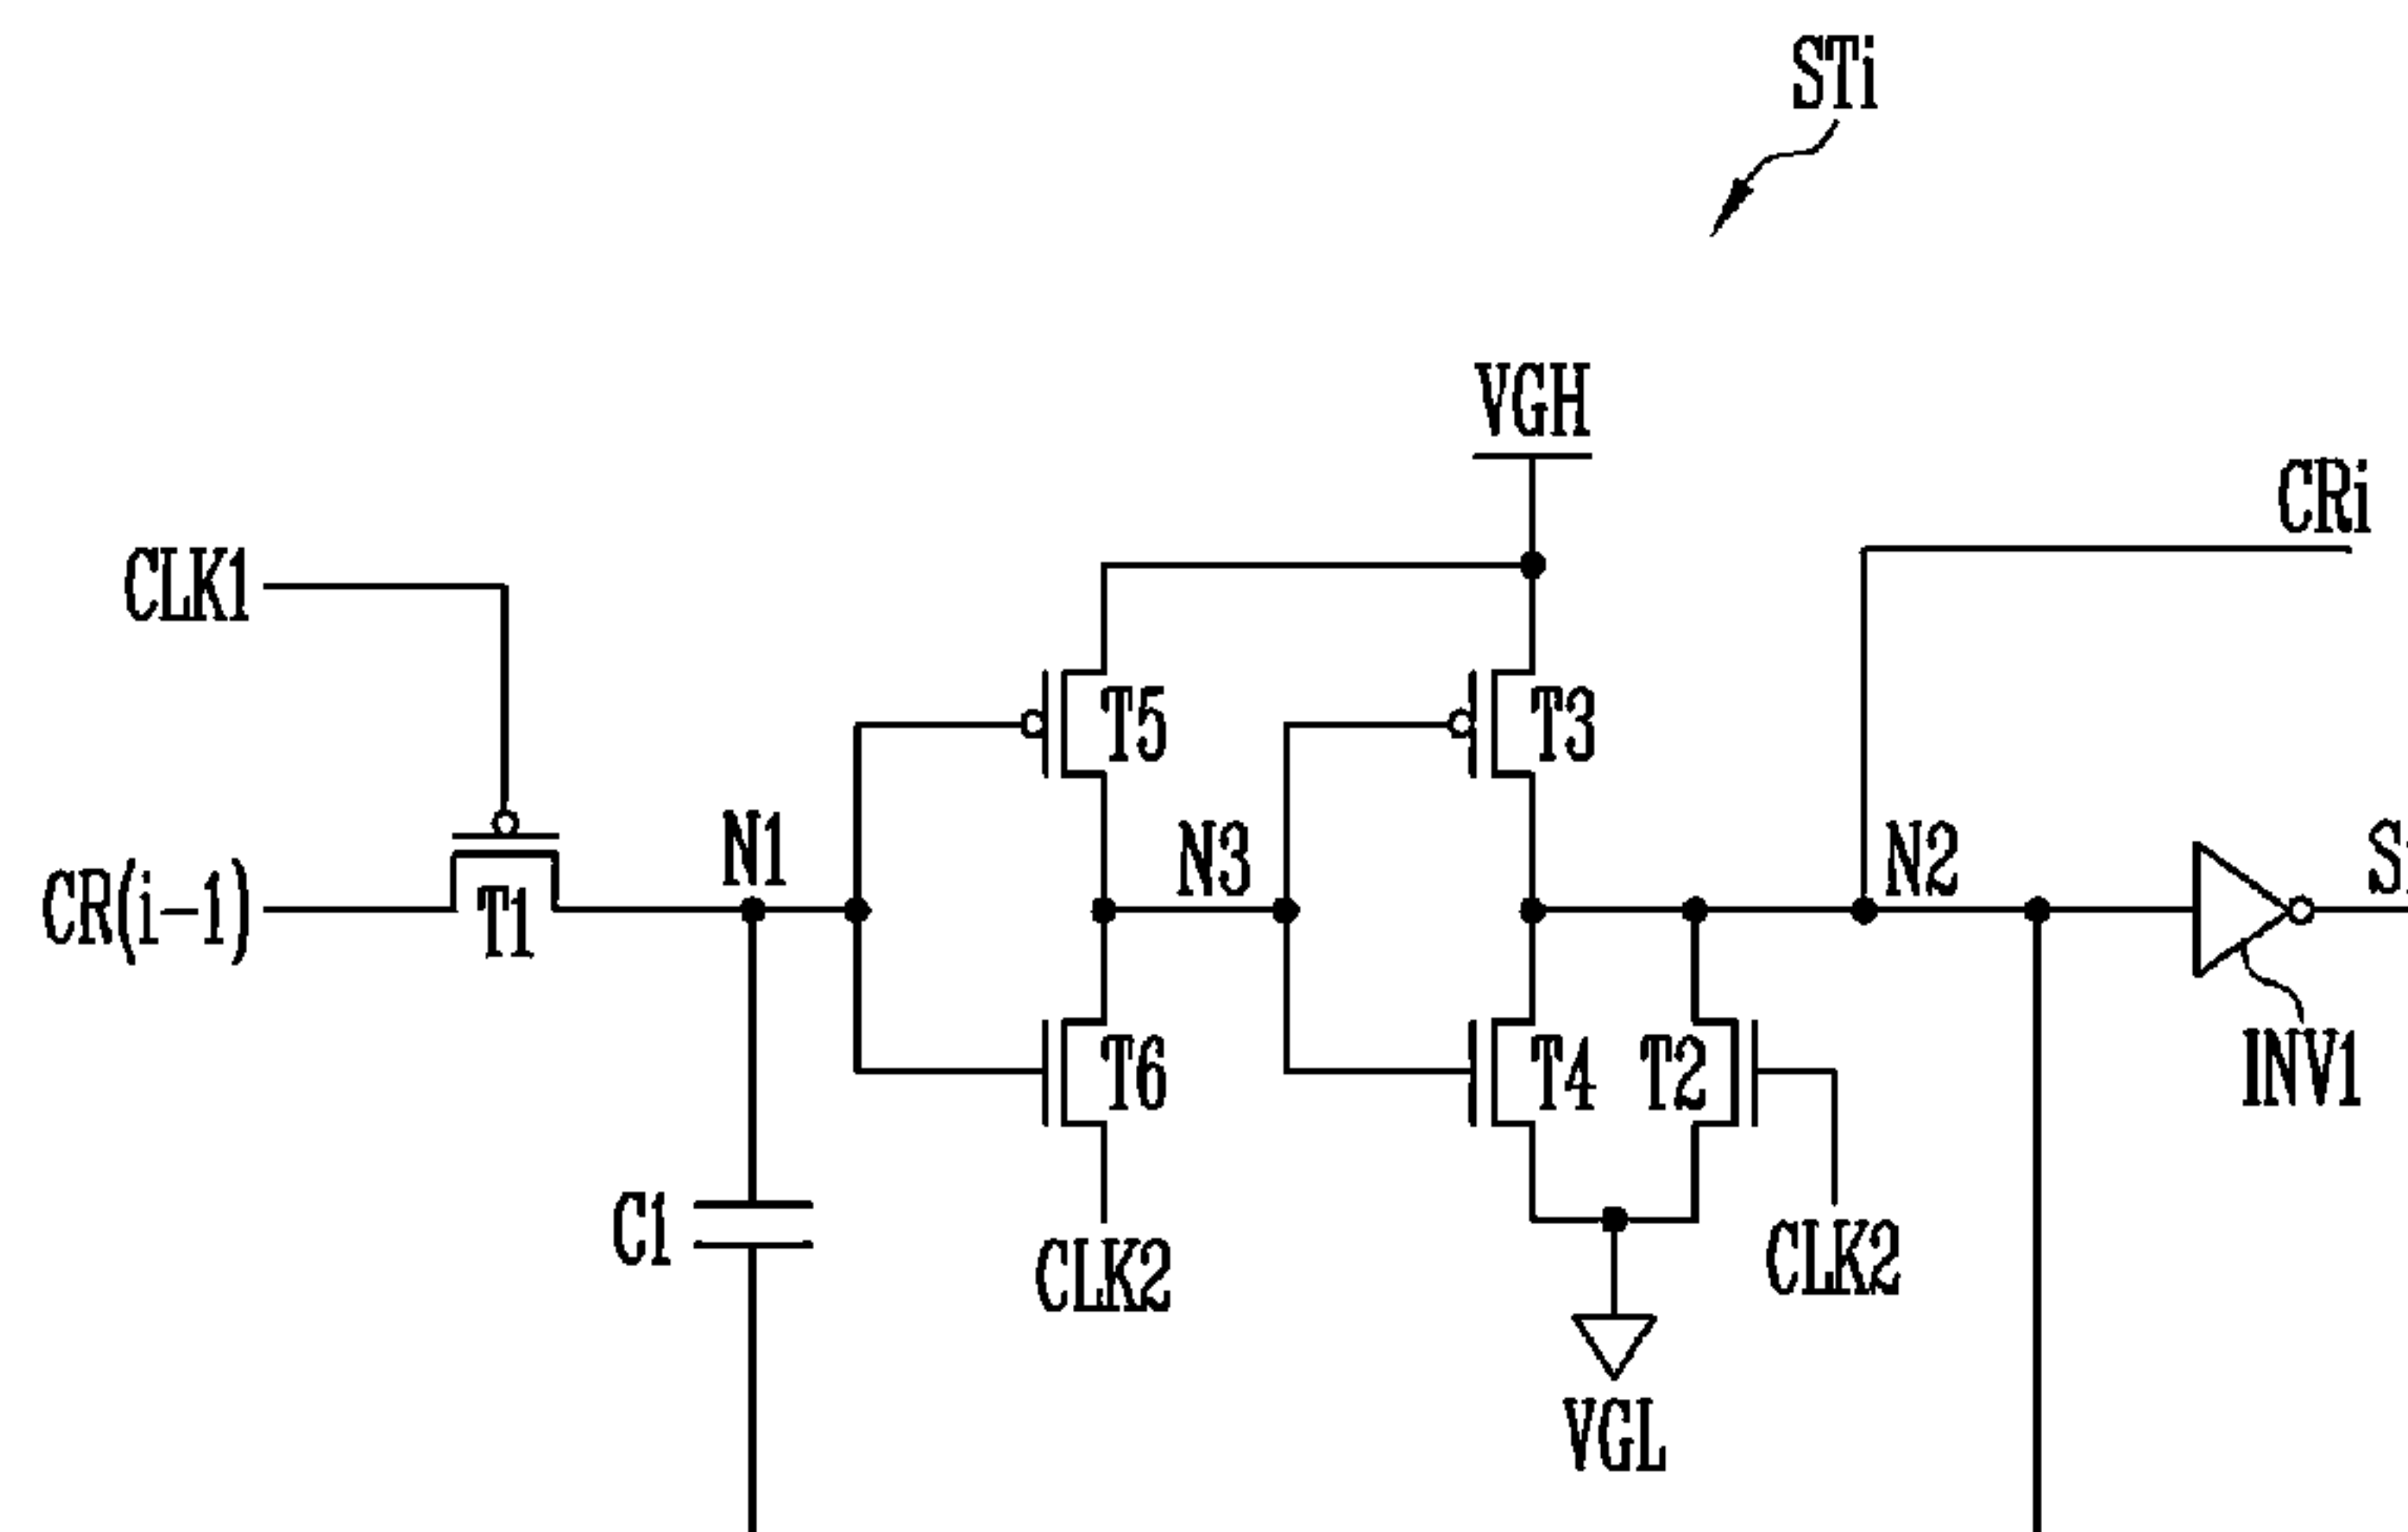 STi
VGH
CRi
CLK1
T5
T3
N1
N3
N2
CR(i-1)
T1
T6
T4
T2
INV1
C1
CLK2
CLK2
VGL